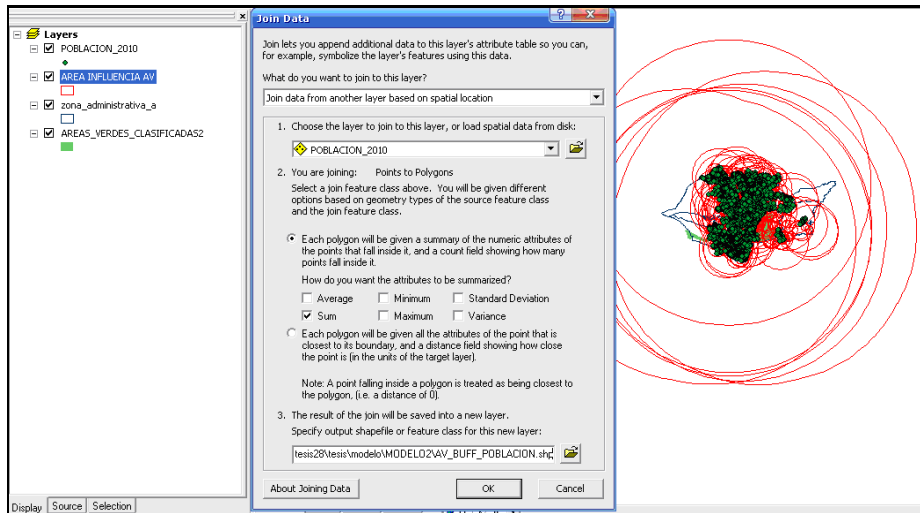 Layers
POBLACION_2010
AREA INFLUENCIA AV
zona_administrativa_a
AREAS_VERDES_CLASIFICADAS2
Display Source Selection
Join Data
Join lets you append additional data to this layer's attribute table so you can,
for example, symbolize the layer's features using this data.
What do you want to join to this layer?
Join data from another layer based on spatial location
1. Choose the layer to join to this layer, or load spatial data from disk:
POBLACION_2010
2. You are joining: Points to Polygons
Select a join feature class above. You will be given different
options based on geometry types of the source feature class
and the join feature class.
Each polygon will be given a summary of the numeric attributes of
the points that fall inside it, and a count field showing how many
points fall inside it.
How do you want the attributes to be summarized?
Average Minimum Standard Deviation
Sum Maximum Variance
Each polygon will be given all the attributes of the point that is
closest to its boundary, and a distance field showing how close
the point is (in the units of the target layer).
Note: A point falling inside a polygon is treated as being closest to
the polygon, (i.e. a distance of 0).
3. The result of the join will be saved into a new layer.
Specify output shapefile or feature class for this new layer:
tesis28\tesis\modelo\MODELO2\AV_BUFF_POBLACION.shp
About Joining Data OK Cancel